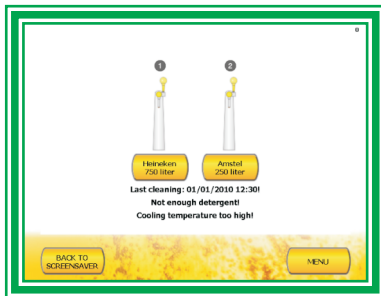 1 2
Heineken
750 liter
Amstel
250 liter
Last cleaning: 01/01/2010 12:30!
Not enough detergent!
Cooling temperature too high!
BACK TO
SCREENSAVER
MENU